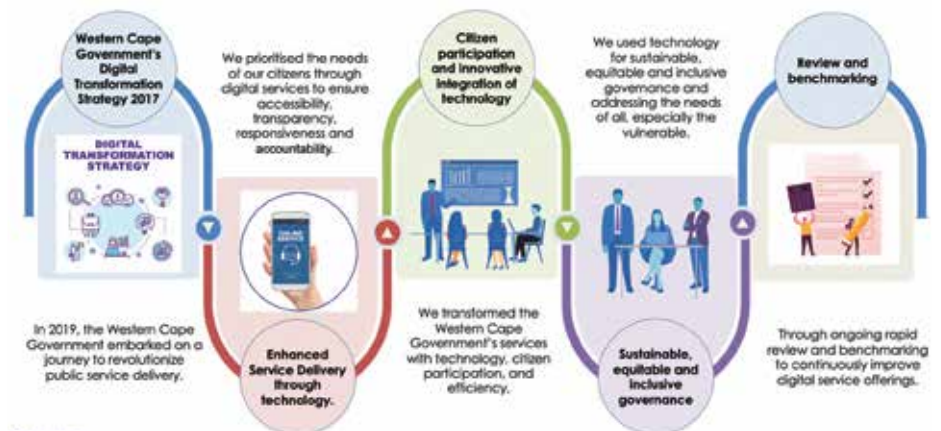 Western Cape
Government's
Digital
Transformation
Strategy 2017
DIGITAL
TRANSFORMATION
STRATEGY
In 2019, the Western Cape
Government embarked on a
journey to revolutionize
public service delivery.
We prioritised the needs
of our citizens through
digital services to ensure
accessibility,
transparency,
responsiveness and
accountability.
ONLINE
SERVICE
Enhanced
Service Delivery
through
technology.
Citizen
participation
and innovative
integration of
technology
We transformed the
Western Cape
Government's services
with technology, citizen
participation, and
efficiency.
We used technology
for sustainable,
equitable and inclusive
governance and
addressing the needs
of all, especially the
vulnerable.
Sustainable,
equitable and
inclusive
governance
Review and
benchmarking
Through ongoing rapid
review and benchmarking
to continuously improve
digital service offerings.